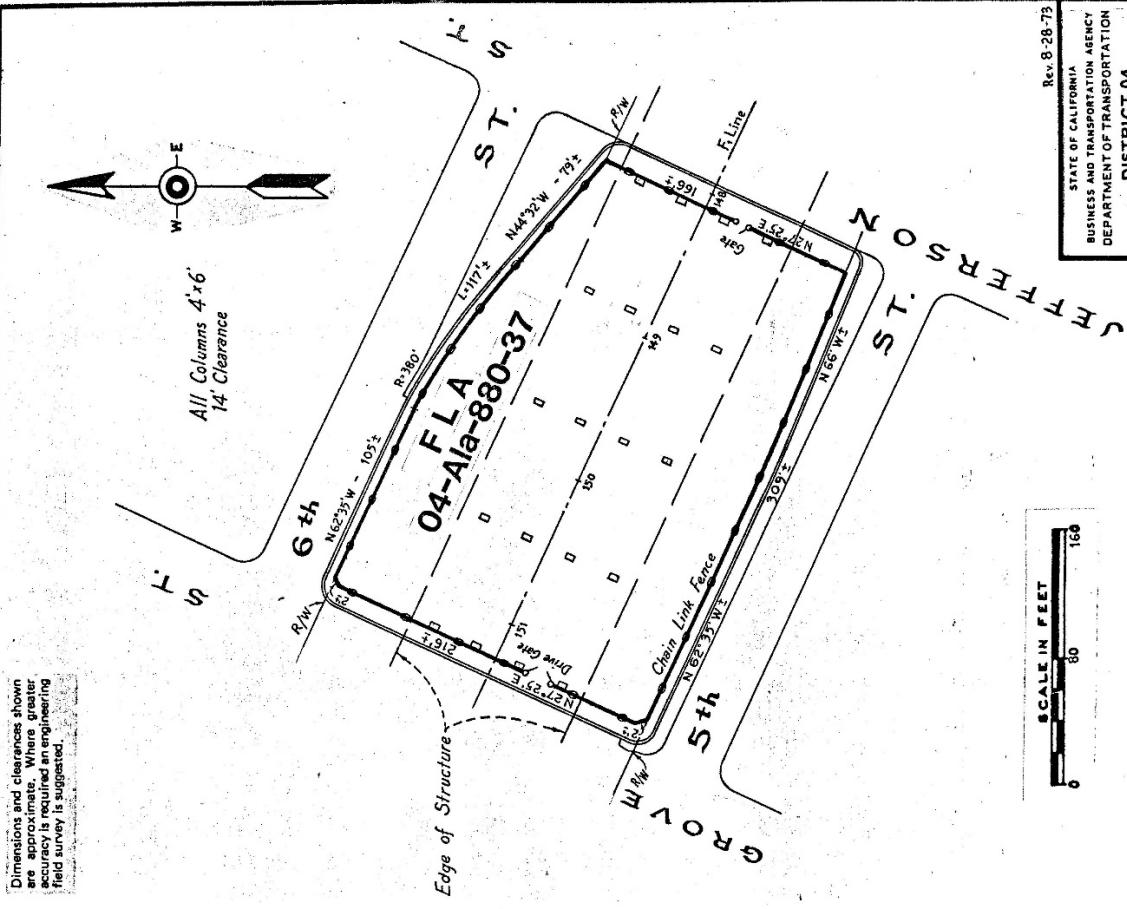 Dimensions and clearances shown
are approximate. Where greater
accuracy is required an engineering
field survey is suggested.
W E
All Columns 4'x6'
14' Clearance
ST.
ST.
6th ST.
R/W
N62°35'W - 105'±
R=380'
L=117'±
N44°32'W - 79'±
R/W
FLA
04-Ala-880-37
166'±
148
F₁ Line
Gate
N27°25'E
149
150
151
216'±
Drive Gate
N27°25'E
Edge of Structure
Chain Link Fence
N 62°35'W±
309'±
N 66°W±
R/W
5th ST.
GROVE
JEFFERSON
SCALE IN FEET
0 80 160
Rev. 8-28-73
STATE OF CALIFORNIA
BUSINESS AND TRANSPORTATION AGENCY
DEPARTMENT OF TRANSPORTATION
DISTRICT 04